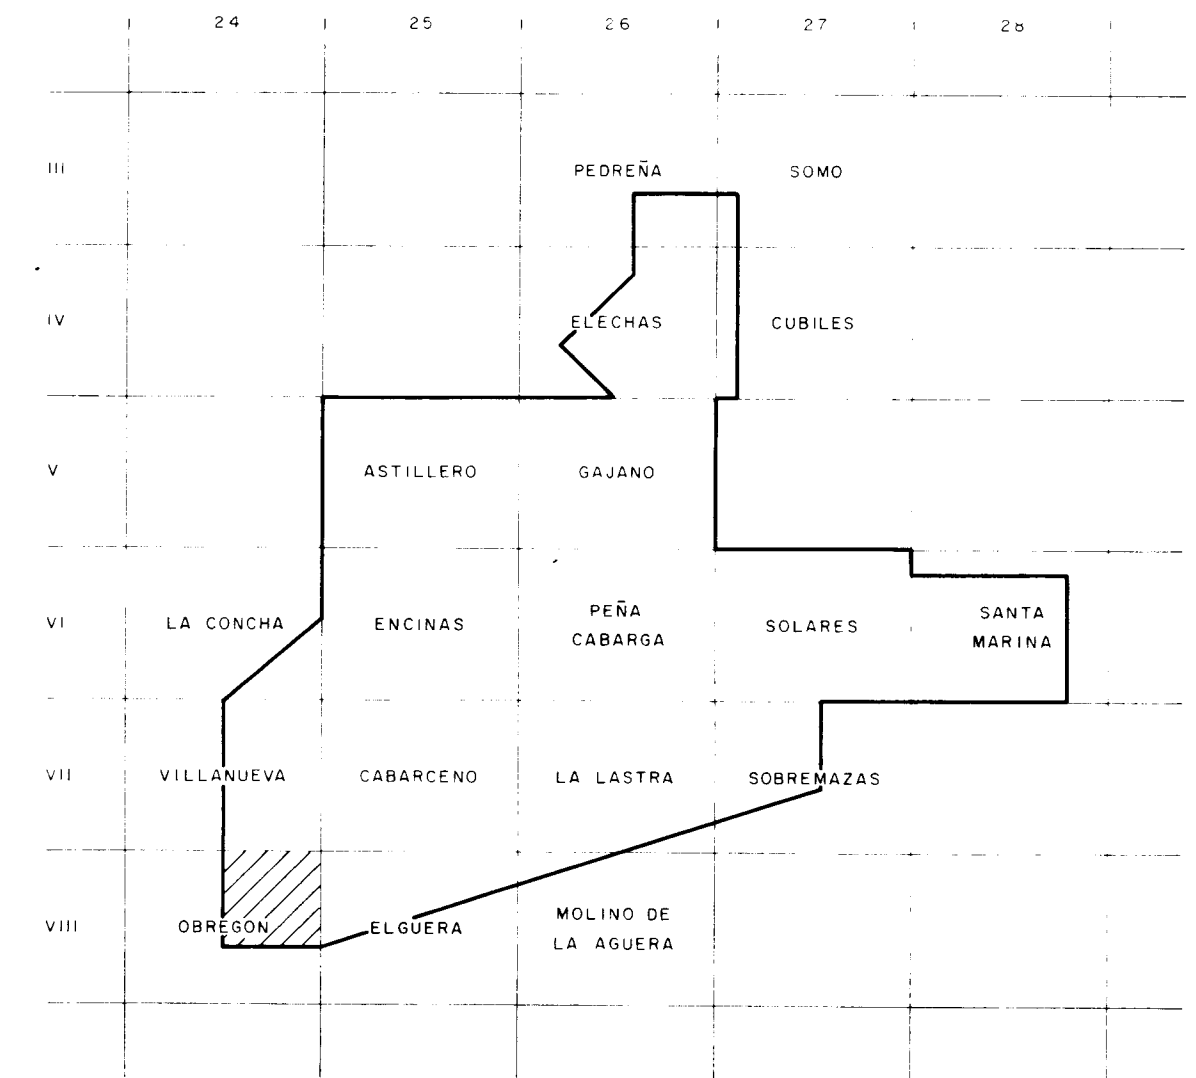 24 25 26 27 28
III PEDREÑA SOMO
IV ELECHAS CUBILES
V ASTILLERO GAJANO
VI LA CONCHA ENCINAS PEÑA CABARGA SOLARES SANTA MARINA
VII VILLANUEVA CABARCENO LA LASTRA SOBREMAZAS
VIII OBREGON ELGUERA MOLINO DE LA AGUERA